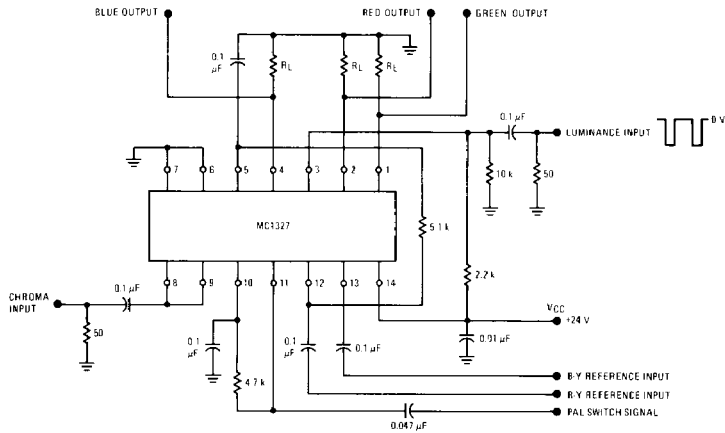 BLUE OUTPUT
RED OUTPUT
GREEN OUTPUT
0.1
µF
RL
RL
RL
0.1 µF
0 V
LUMINANCE INPUT
10 k
50
7
6
5
4
3
2
1
MC1327
5.1 k
2.2 k
8
9
10
11
12
13
14
0.1 µF
CHROMA
INPUT
50
VCC
+24 V
0.01 µF
0.1
µF
0.1
µF
0.1 µF
4.7 k
B-Y REFERENCE INPUT
R-Y REFERENCE INPUT
PAL SWITCH SIGNAL
0.047 µF